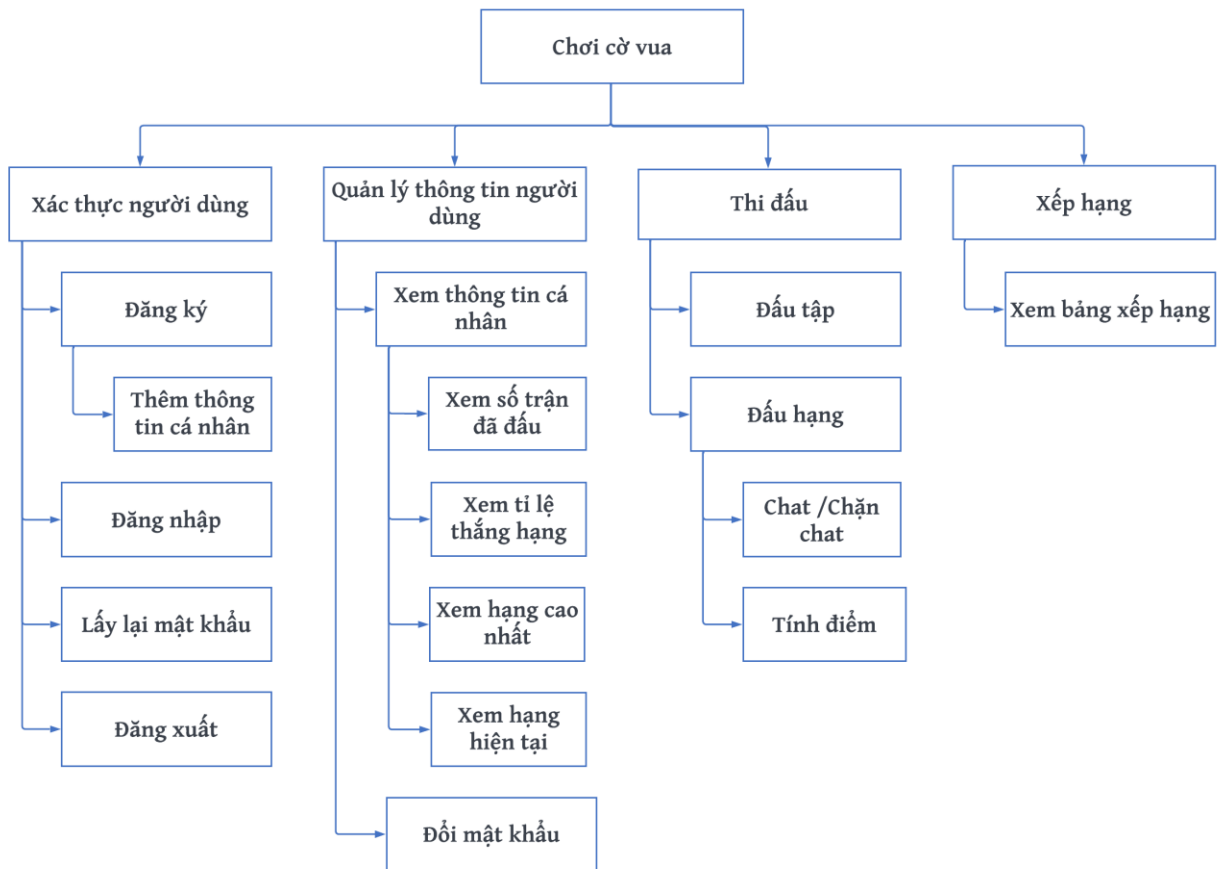 Chơi cờ vua
Xác thực người dùng
Đăng ký
Thêm thông
tin cá nhân
Đăng nhập
Lấy lại mật khẩu
Đăng xuất
Quản lý thông tin người
dùng
Xem thông tin cá
nhân
Xem số trận
đã đấu
Xem tỉ lệ
thắng hạng
Xem hạng cao
nhất
Xem hạng
hiện tại
Đổi mật khẩu
Thi đấu
Đấu tập
Đấu hạng
Chat /Chặn
chat
Tính điểm
Xếp hạng
Xem bảng xếp hạng